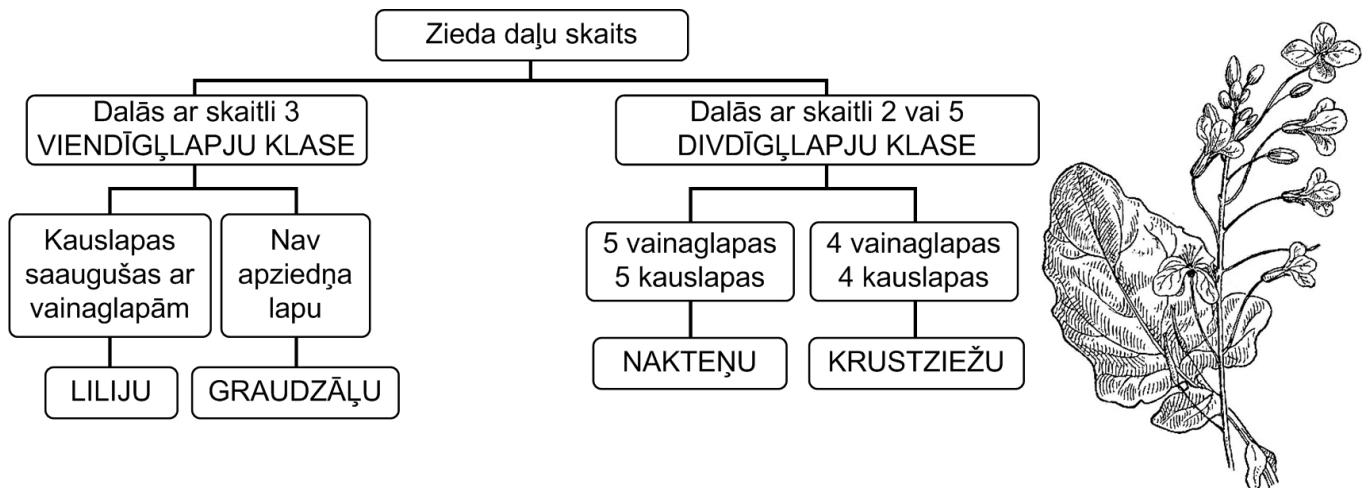 Zieda daļu skaits
Dalās ar skaitli 3
VIENDĪGĻLAPJU KLASE
Dalās ar skaitli 2 vai 5
DIVDĪGĻLAPJU KLASE
Kauslapas
saaugušas ar
vainaglapām
Nav
apziedņa
lapu
5 vainaglapas
5 kauslapas
4 vainaglapas
4 kauslapas
LILIJU
GRAUDZĀĻU
NAKTEŅU
KRUSTZIEŽU